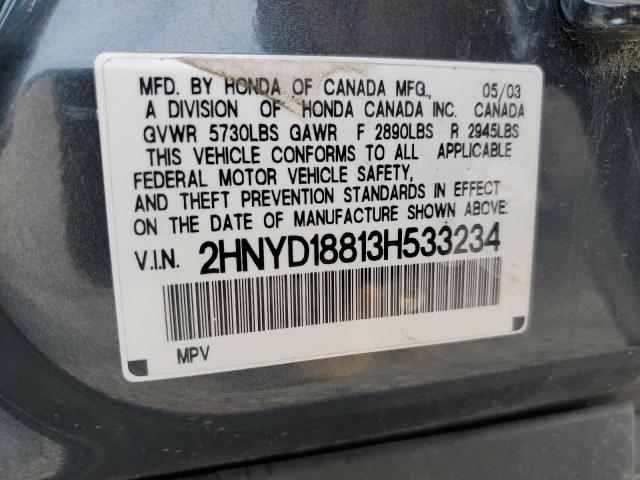 MFD. BY HONDA OF CANADA MFG., 05/03
A DIVISION OF HONDA CANADA INC. CANADA
GVWR 5730LBS GAWR F 2890LBS R 2945LBS
THIS VEHICLE CONFORMS TO ALL APPLICABLE
FEDERAL MOTOR VEHICLE SAFETY,
AND THEFT PREVENTION STANDARDS IN EFFECT
ON THE DATE OF MANUFACTURE SHOWN ABOVE.
V.I.N. 2HNYD18813H533234
MPV